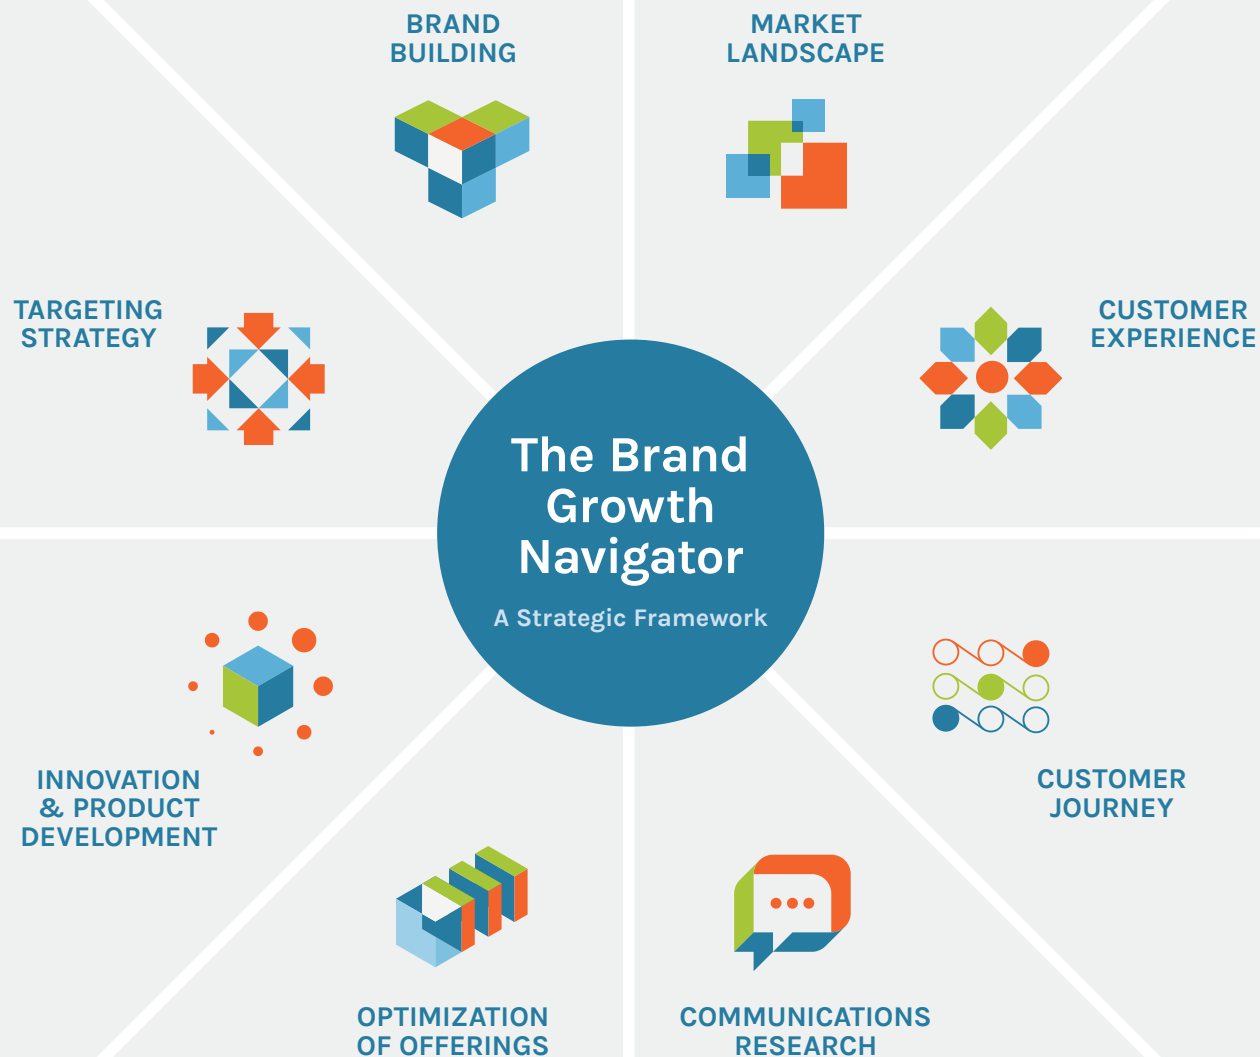 BRAND
BUILDING
MARKET
LANDSCAPE
TARGETING
STRATEGY
CUSTOMER
EXPERIENCE
The Brand
Growth
Navigator
A Strategic Framework
INNOVATION
& PRODUCT
DEVELOPMENT
CUSTOMER
JOURNEY
OPTIMIZATION
OF OFFERINGS
COMMUNICATIONS
RESEARCH